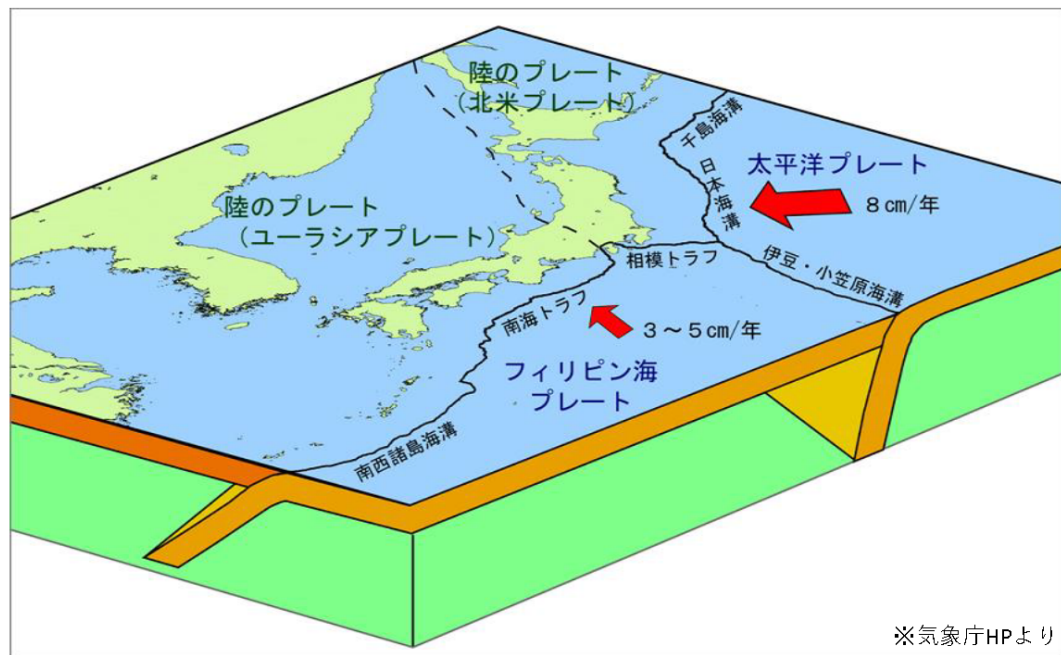 陸のプレート
(北米プレート)
千島海溝
日本海溝
太平洋プレート
8cm/年
陸のプレート
(ユーラシアプレート)
相模トラフ
伊豆・小笠原海溝
南海トラフ
3~5cm/年
フィリピン海
プレート
南西諸島海溝
※気象庁HPより